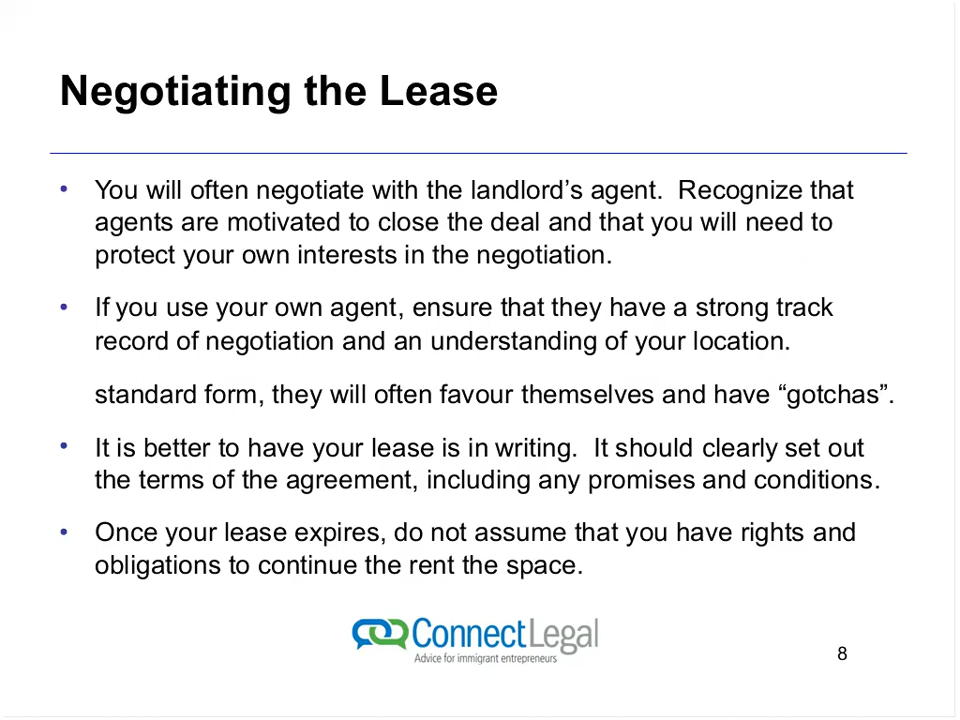 Negotiating the Lease
• You will often negotiate with the landlord’s agent.  Recognize that
agents are motivated to close the deal and that you will need to
protect your own interests in the negotiation.
• If you use your own agent, ensure that they have a strong track
record of negotiation and an understanding of your location.
standard form, they will often favour themselves and have “gotchas”.
• It is better to have your lease is in writing.  It should clearly set out
the terms of the agreement, including any promises and conditions.
• Once your lease expires, do not assume that you have rights and
obligations to continue the rent the space.
ConnectLegal
Advice for immigrant entrepreneurs
8